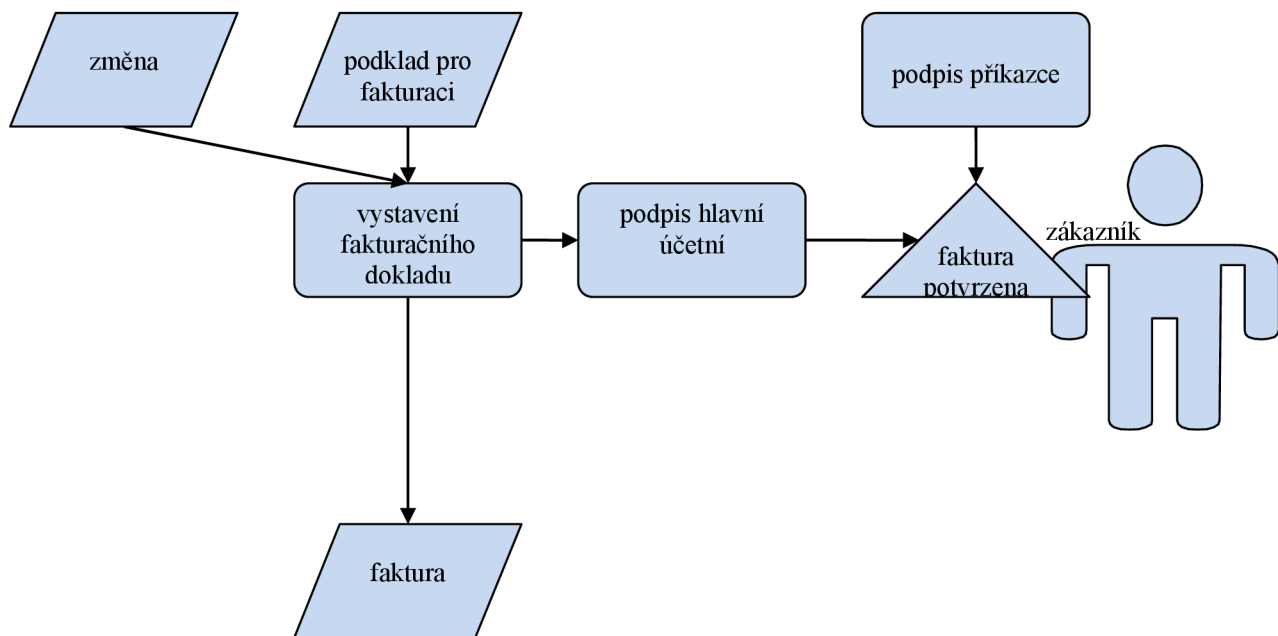 změna
podklad pro
fakturaci
podpis příkazce
vystavení
fakturačního
dokladu
podpis hlavní
účetní
faktura
potvrzena
zákazník
faktura